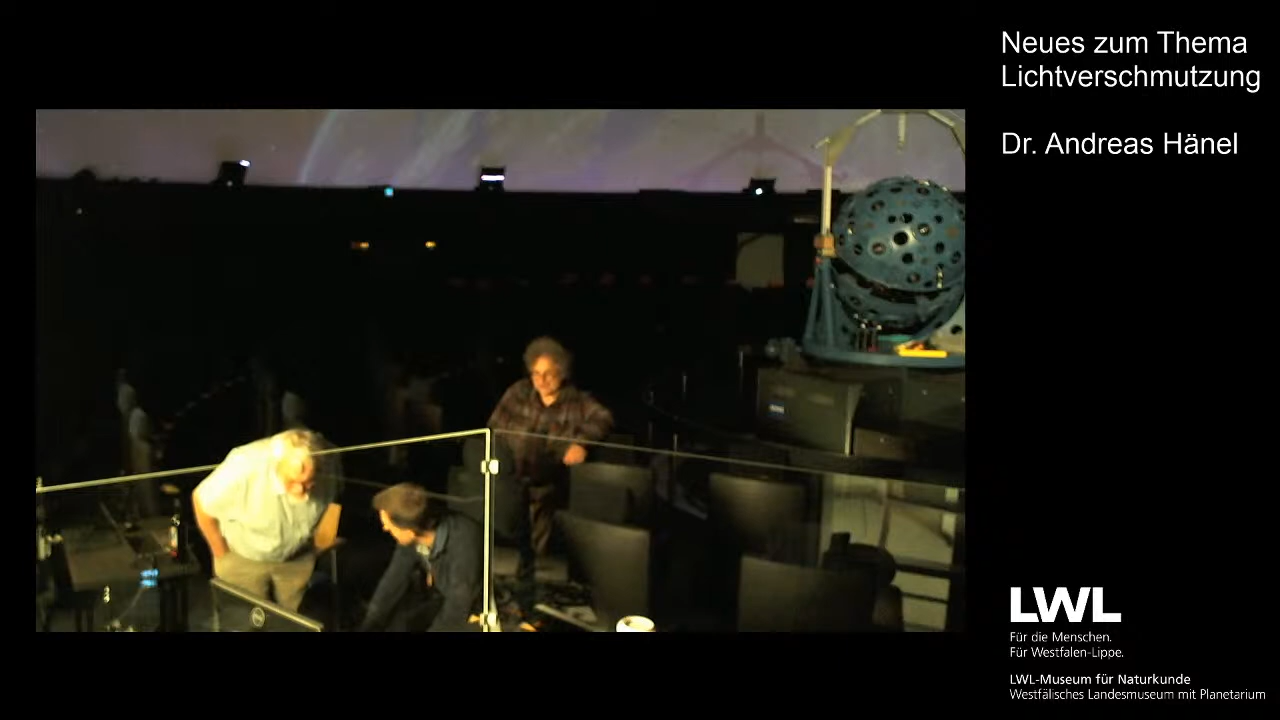 Neues zum Thema
Lichtverschmutzung
Dr. Andreas Hänel
LWL
Für die Menschen.
Für Westfalen-Lippe.
LWL-Museum für Naturkunde
Westfälisches Landesmuseum mit Planetarium